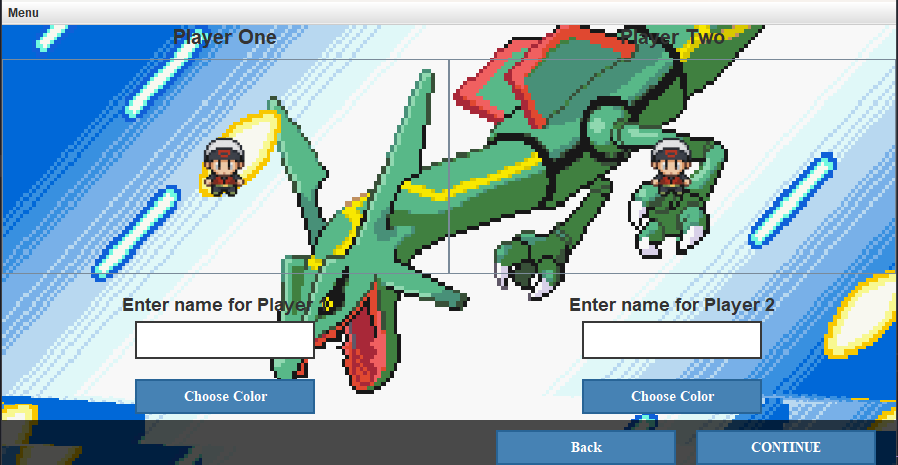 Menu
Player One
Player Two
Enter name for Player
Enter name for Player 2
Choose Color
Choose Color
Back
CONTINUE